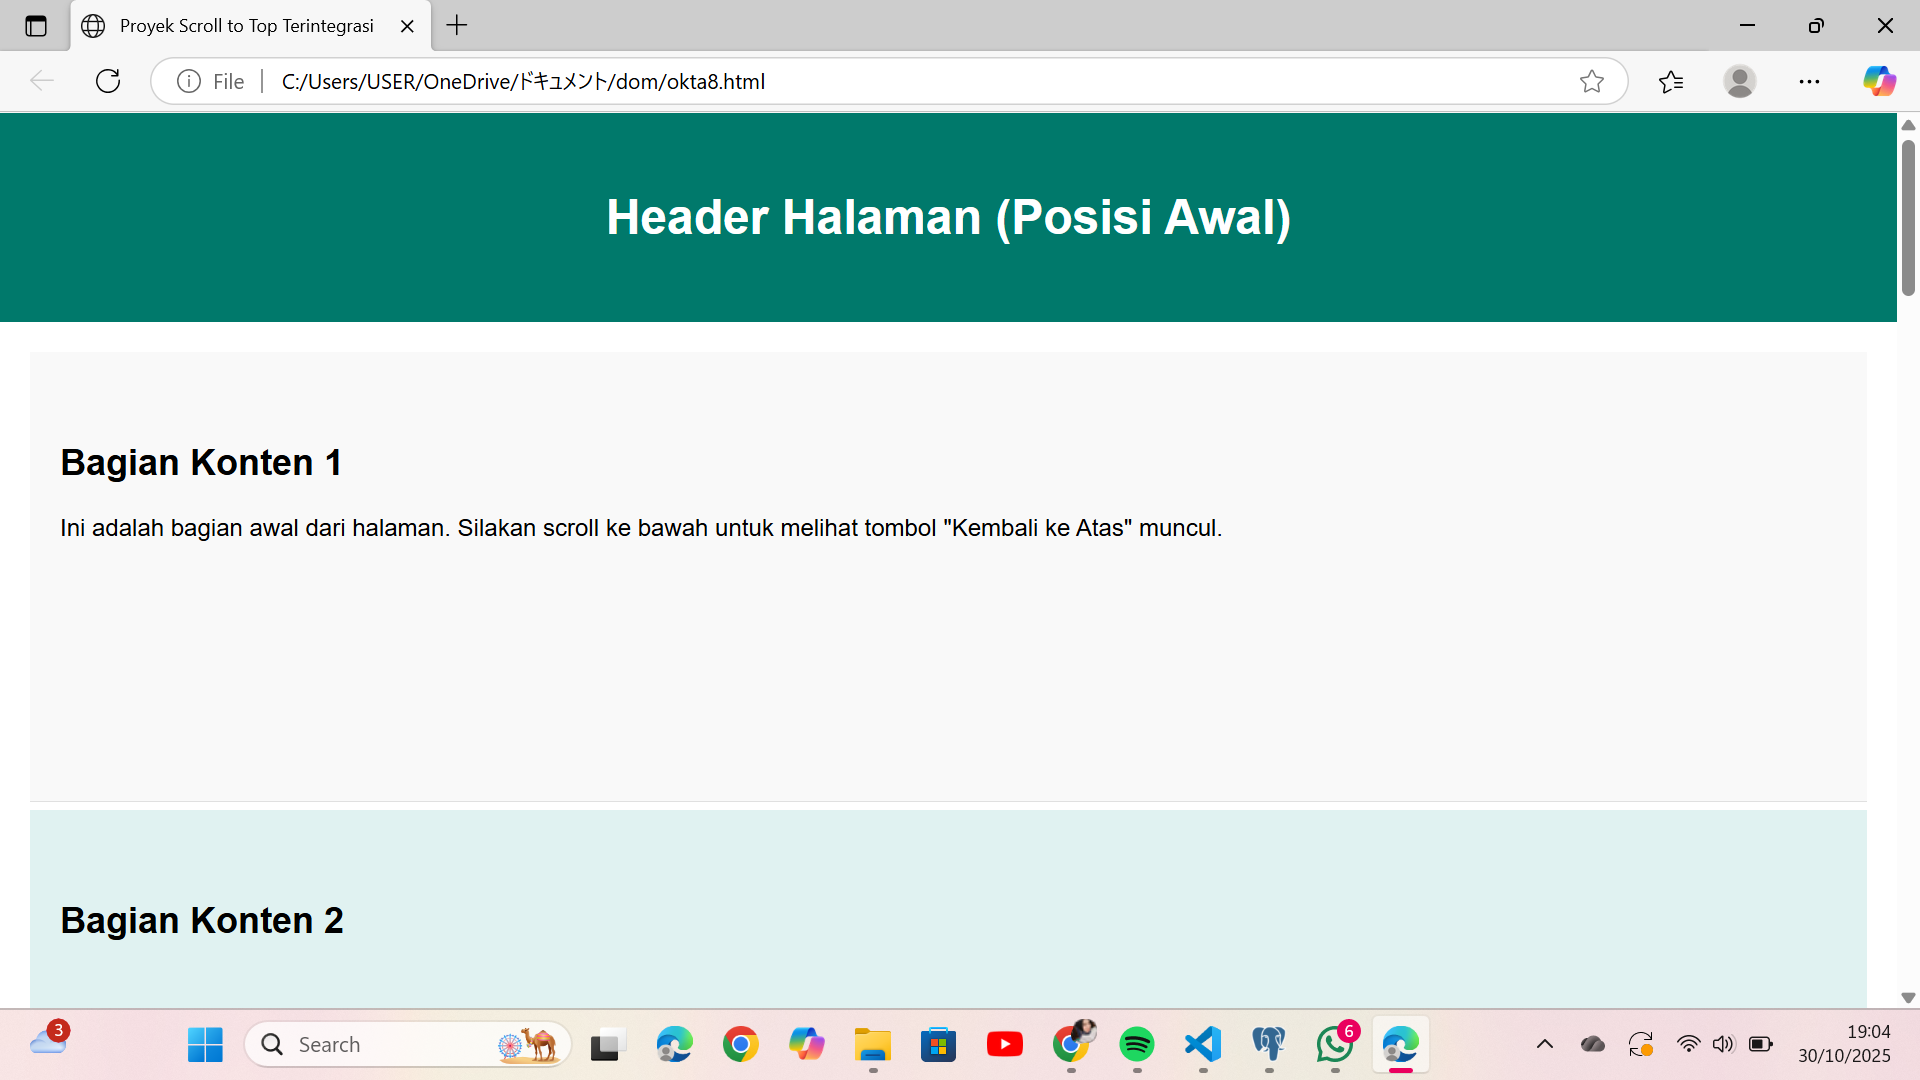 Proyek Scroll to Top Terintegrasi
File
C:/Users/USER/OneDrive/ドキュメント/dom/okta8.html
Header Halaman (Posisi Awal)
Bagian Konten 1
Ini adalah bagian awal dari halaman. Silakan scroll ke bawah untuk melihat tombol "Kembali ke Atas" muncul.
Bagian Konten 2
3
Search
6
19:04
30/10/2025